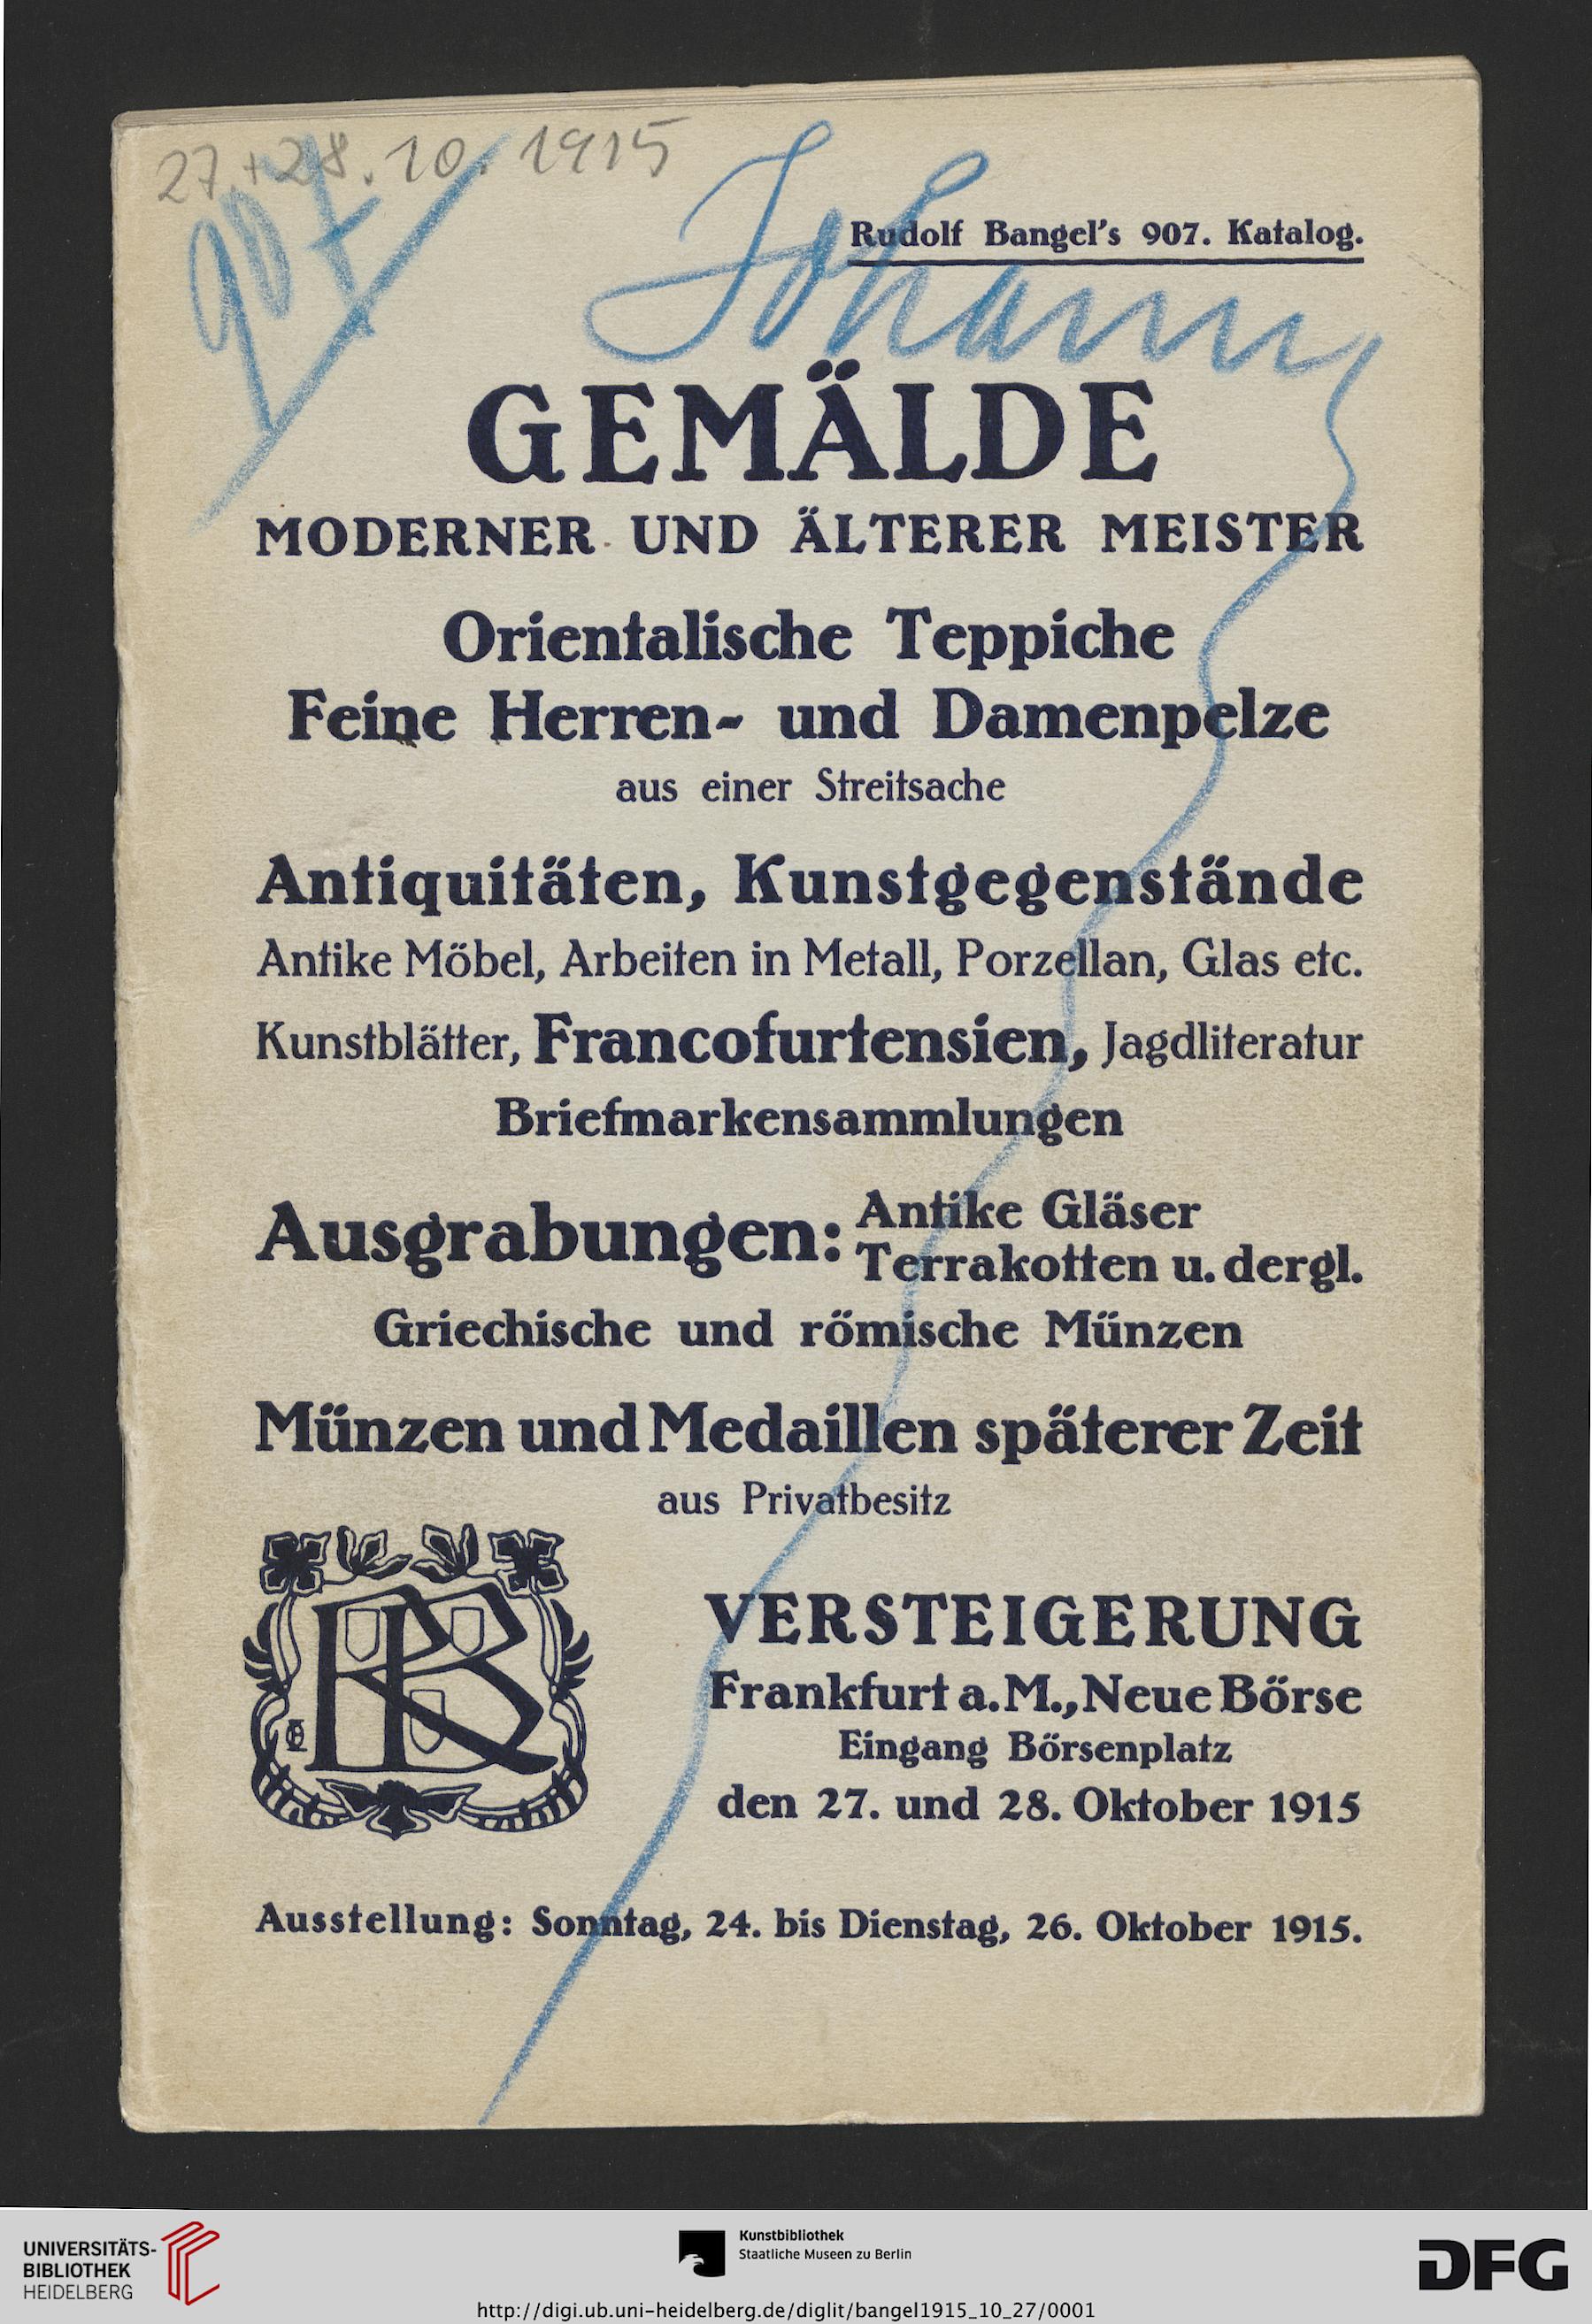 27.+28.10.1915
907
Johann
Rudolf Bangel's 907. Katalog.
GEMÄLDE
MODERNER UND ÄLTERER MEISTER
Orientalische Teppiche
Feine Herren- und Damenpelze
aus einer Streitsache
Antiquitäten, Kunstgegenstände
Antike Möbel, Arbeiten in Metall, Porzellan, Glas etc.
Kunstblätter, Francofurtensien, Jagdliteratur
Briefmarkensammlungen
Ausgrabungen: Antike Gläser
Terrakotten u. dergl.
Griechische und römische Münzen
Münzen und Medaillen späterer Zeit
aus Privatbesitz
RB
VERSTEIGERUNG
Frankfurt a. M., Neue Börse
Eingang Börsenplatz
den 27. und 28. Oktober 1915
Ausstellung: Sonntag, 24. bis Dienstag, 26. Oktober 1915.
UNIVERSITÄTS-
BIBLIOTHEK
HEIDELBERG
Kunstbibliothek
Staatliche Museen zu Berlin
DFG
http://digi.ub.uni-heidelberg.de/diglit/bangel1915_10_27/0001